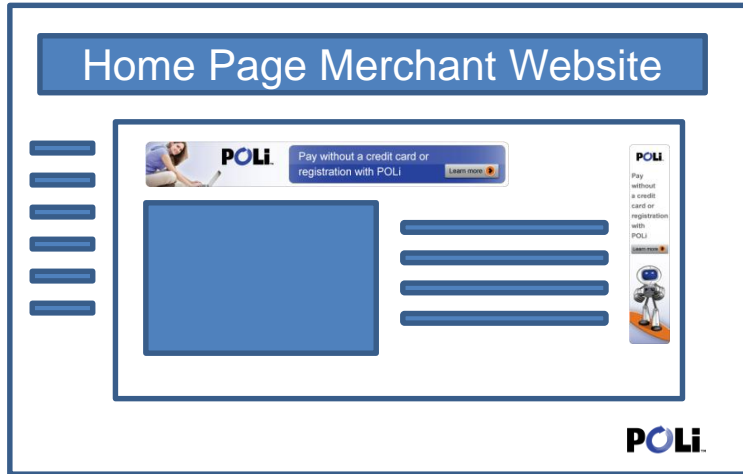 Home Page Merchant Website
POLi
Pay without a credit card or
registration with POLi
Learn more
POLi
Pay
without
a credit
card or
registration
with
POLi
Learn more
POLi